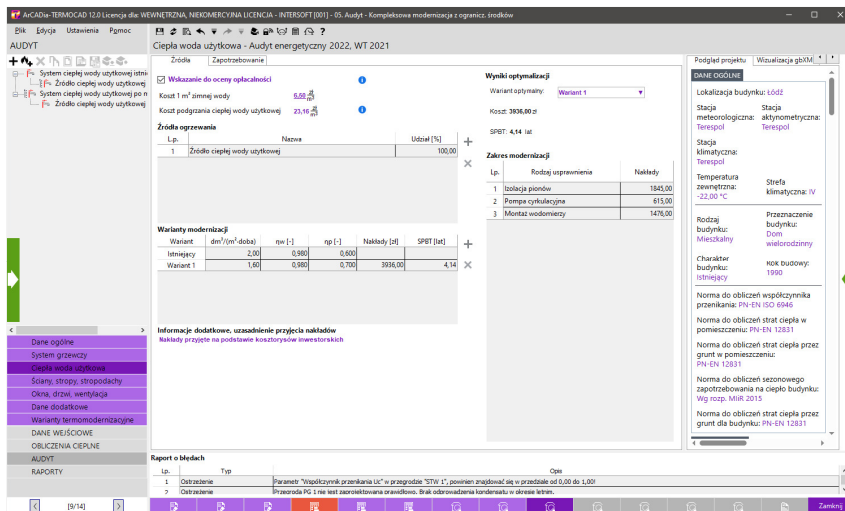 ArCADia-TERMOCAD 12.0 Licencja dla: WEWNĘTRZNA, NIEKOMERCYJNA LICENCJA - INTERSOFT [001] - 05. Audyt - Kompleksowa modernizacja z ogranicz. środków
Plik Edycja Ustawienia Pomoc
AUDYT
Ciepła woda użytkowa - Audyt energetyczny 2022, WT 2021
System ciepłej wody użytkowej istnie
Źródło ciepłej wody użytkowej
System ciepłej wody użytkowej po m
Źródło ciepłej wody użytkowej
Dane ogólne
System grzewczy
Ciepła woda użytkowa
Ściany, stropy, stropodachy
Okna, drzwi, wentylacja
Dane dodatkowe
Warianty termomodernizacyjne
DANE WEJŚCIOWE
OBLICZENIA CIEPLNE
AUDYT
RAPORTY
[9/14]
Źródła Zapotrzebowanie
Wskazanie do oceny opłacalności
Koszt 1 m³ zimnej wody 6,50 zł/m³
Koszt podgrzania ciepłej wody użytkowej 23,16 zł/m³
Źródła ogrzewania
L.p. Nazwa Udział [%]
1 Źródło ciepłej wody użytkowej 100,00
Warianty modernizacji
Wariant dm³/(m²·doba) ηw [-] ηp [-] Nakłady [zł] SPBT [lat]
Istniejący 2,00 0,980 0,600
Wariant 1 1,60 0,980 0,700 3936,00 4,14
Informacje dodatkowe, uzasadnienie przyjęcia nakładów
Nakłady przyjęte na podstawie kosztorysów inwestorskich
Wyniki optymalizacji
Wariant optymalny: Wariant 1
Koszt: 3936,00 zł
SPBT: 4,14 lat
Zakres modernizacji
Lp. Rodzaj usprawnienia Nakłady
1 Izolacja pionów 1845,00
2 Pompa cyrkulacyjna 615,00
3 Montaż wodomierzy 1476,00
Podgląd projektu Wizualizacja gbXM
DANE OGÓLNE
Lokalizacja budynku: Łódź
Stacja meteorologiczna: Terespol
Stacja aktynometryczna: Terespol
Stacja klimatyczna: Terespol
Temperatura zewnętrzna: -22,00 °C
Strefa klimatyczna: IV
Rodzaj budynku: Mieszkalny
Przeznaczenie budynku: Dom wielorodzinny
Charakter budynku: Istniejący
Rok budowy: 1990
Norma do obliczeń współczynnika
przenikania: PN-EN ISO 6946
Norma do obliczeń strat ciepła w
pomieszczeniu: PN-EN 12831
Norma do obliczeń strat ciepła przez
grunt w pomieszczeniu:
PN-EN 12831
Norma do obliczeń sezonowego
zapotrzebowania na ciepło budynku:
Wg rozp. MIiR 2015
Norma do obliczeń strat ciepła przez
grunt dla budynku: PN-EN 12831
Raport o błędach
Lp. Typ Opis
1 Ostrzeżenie Parametr "Współczynnik przenikania Uc" w przegrodzie "STW 1", powinien znajdować się w przedziale od 0,00 do 1,00!
2 Ostrzeżenie Przegroda PG 1 nie jest zaprojektowana prawidłowo. Brak odprowadzenia kondensatu w okresie letnim.
Zamknij